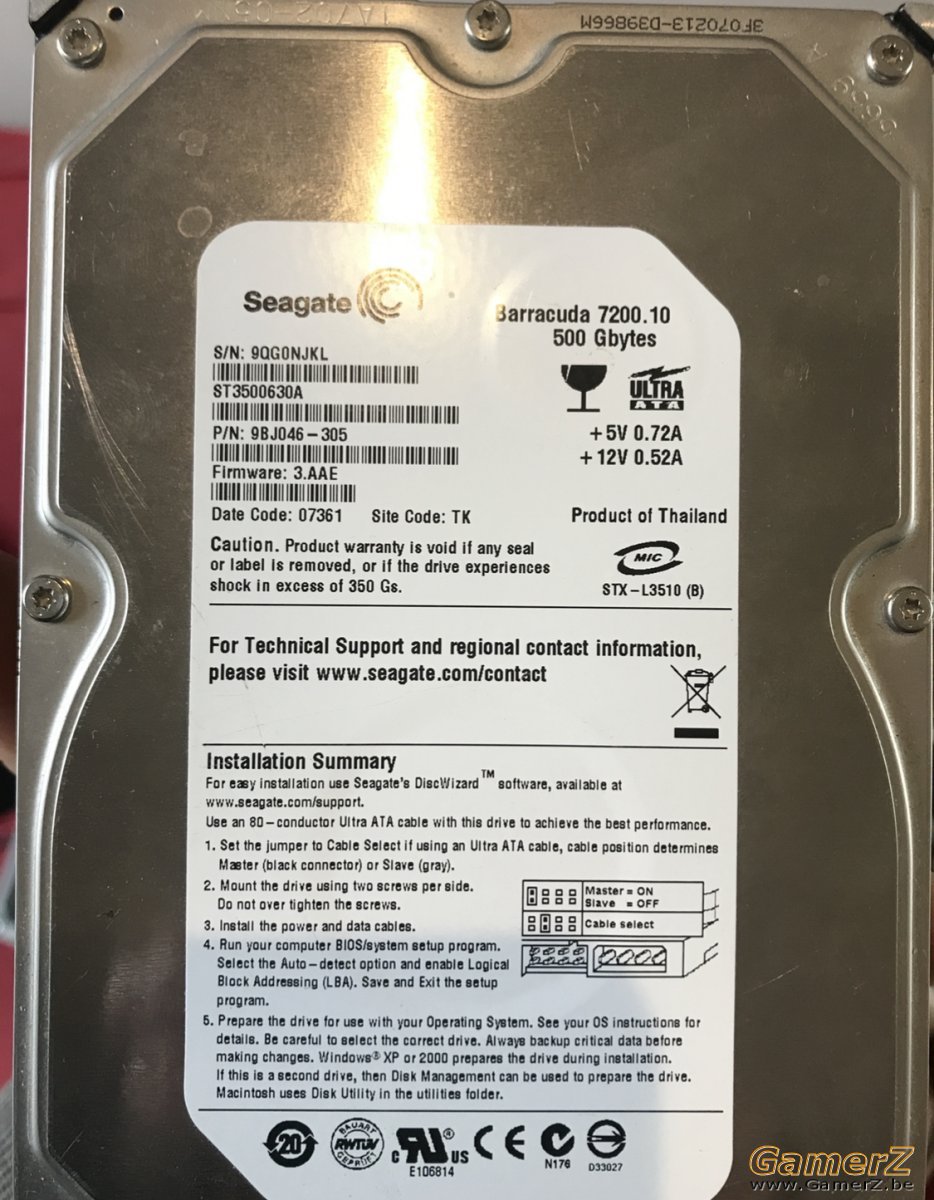 1A792-05
3F070213-D3986M
Seagate
Barracuda 7200.10
500 Gbytes
S/N: 9QG0NJKL
ST3500630A
ULTRA
ATA
P/N: 9BJ046-305
+5V 0.72A
+12V 0.52A
Firmware: 3.AAE
Date Code: 07361 Site Code: TK
Product of Thailand
Caution. Product warranty is void if any seal
or label is removed, or if the drive experiences
shock in excess of 350 Gs.
MIC
STX-L3510 (B)
For Technical Support and regional contact information,
please visit www.seagate.com/contact
Installation Summary
For easy installation use Seagate's DiscWizard™ software, available at
www.seagate.com/support.
Use an 80-conductor Ultra ATA cable with this drive to achieve the best performance.
1. Set the jumper to Cable Select if using an Ultra ATA cable, cable position determines
Master (black connector) or Slave (gray).
2. Mount the drive using two screws per side.
Do not over tighten the screws.
3. Install the power and data cables.
4. Run your computer BIOS/system setup program.
Select the Auto-detect option and enable Logical
Block Addressing (LBA). Save and Exit the setup
program.
Master = ON
Slave = OFF
Cable select
5. Prepare the drive for use with your Operating System. See your OS instructions for
details. Be careful to select the correct drive. Always backup critical data before
making changes. Windows® XP or 2000 prepares the drive during installation.
If this is a second drive, then Disk Management can be used to prepare the drive.
Macintosh uses Disk Utility in the utilities folder.
20
BAUART
RWTÜV
GEPRÜFT
c RU® US
E106814
CE
N176
D33027
GamerZ
www.GamerZ.be